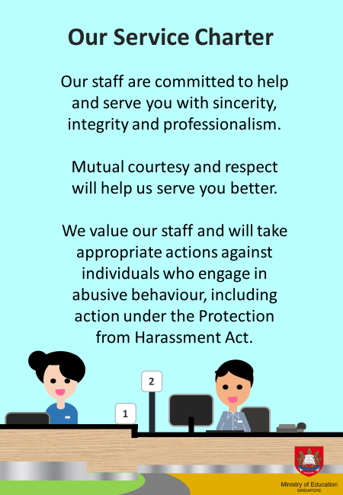 Our Service Charter
Our staff are committed to help
and serve you with sincerity,
integrity and professionalism.
Mutual courtesy and respect
will help us serve you better.
We value our staff and will take
appropriate actions against
individuals who engage in
abusive behaviour, including
action under the Protection
from Harassment Act.
2
1
Ministry of Education
SINGAPORE